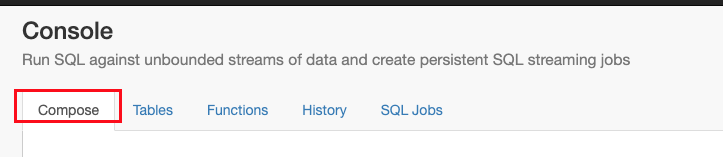 Console
Run SQL against unbounded streams of data and create persistent SQL streaming jobs
Compose Tables Functions History SQL Jobs